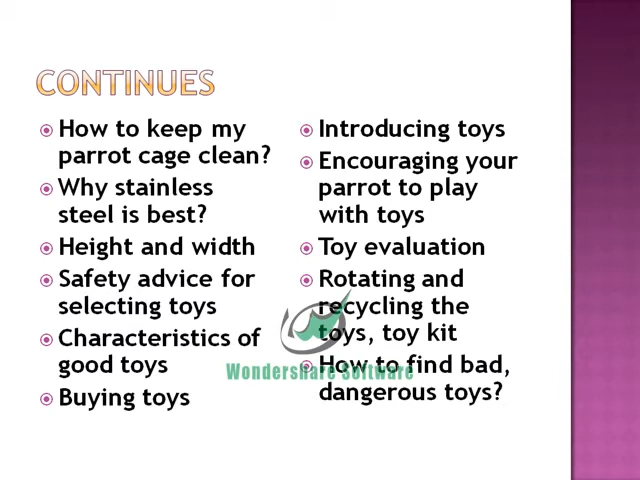 CONTINUES
How to keep my
parrot cage clean?
Why stainless
steel is best?
Height and width
Safety advice for
selecting toys
Characteristics of
good toys
Buying toys
Introducing toys
Encouraging your
parrot to play
with toys
Toy evaluation
Rotating and
recycling the
toys, toy kit
How to find bad,
dangerous toys?
Wondershare Software